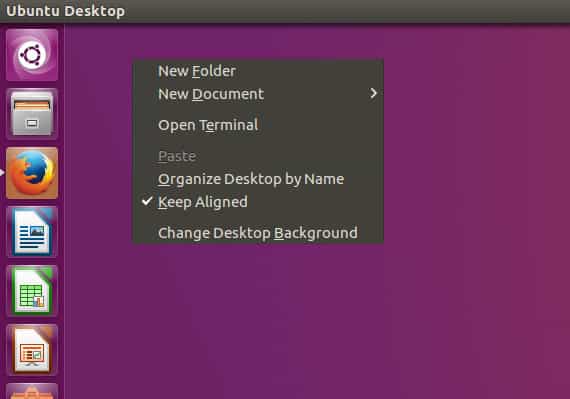 Ubuntu Desktop
New Folder
New Document
Open Terminal
Paste
Organize Desktop by Name
Keep Aligned
Change Desktop Background